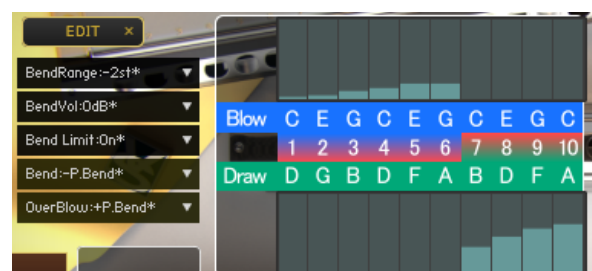 EDIT ×
BendRange:-2st* ▼
BendVol:0dB* ▼
Bend Limit:On* ▼
Bend:-P.Bend* ▼
OverBlow:+P.Bend* ▼
Blow C E G C E G C E G C
1 2 3 4 5 6 7 8 9 10
Draw D G B D F A B D F A